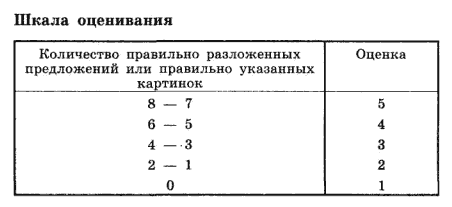 Шкала оценивания
Количество правильно разложенных Оценка
предложений или правильно указанных
картинок
8 — 7 5
6 — 5 4
4 — 3 3
2 — 1 2
0 1